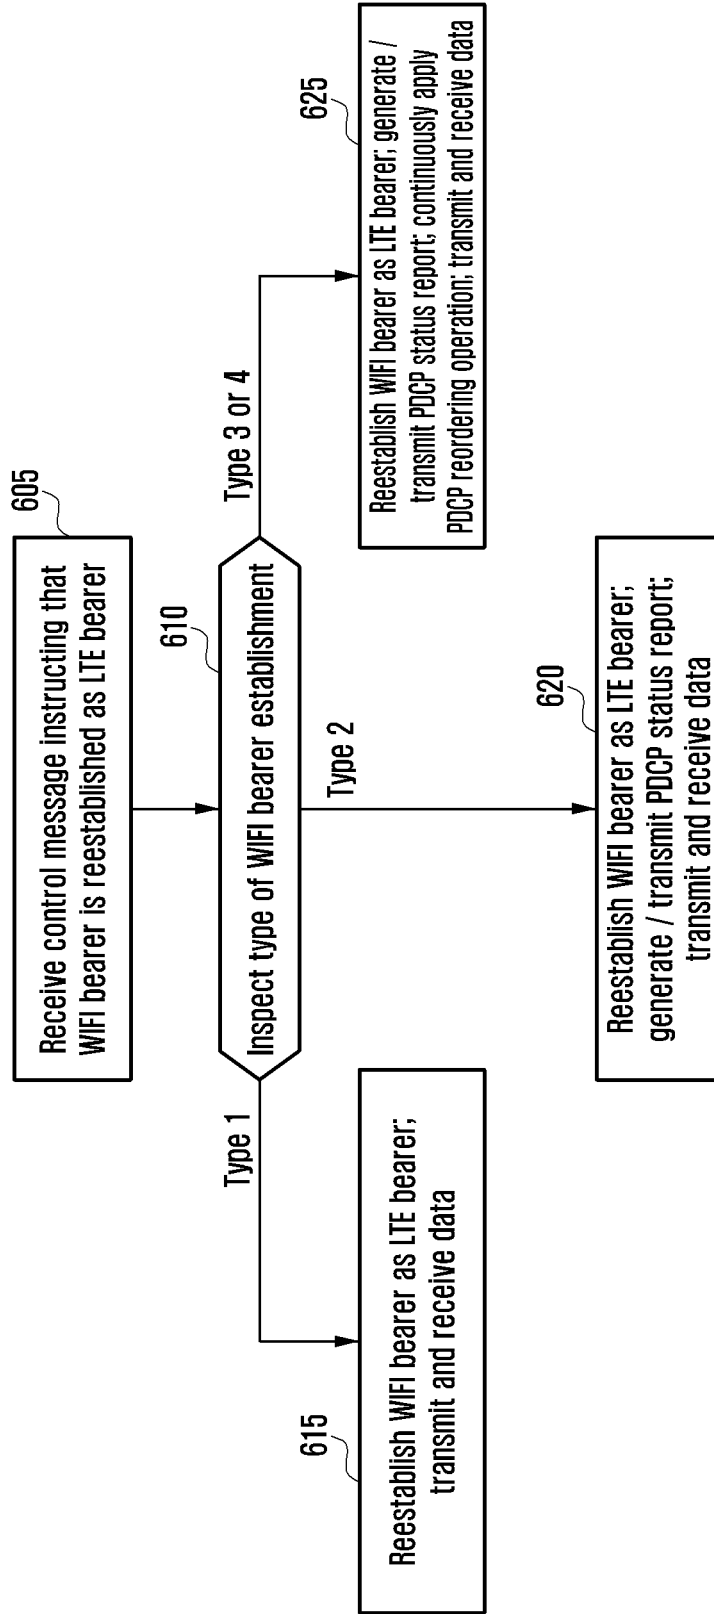 605
Receive control message instructing that
WIFI bearer is reestablished as LTE bearer
610
Inspect type of WIFI bearer establishment
Type 1
Type 2
Type 3 or 4
615
Reestablish WIFI bearer as LTE bearer;
transmit and receive data
620
Reestablish WIFI bearer as LTE bearer;
generate / transmit PDCP status report;
transmit and receive data
625
Reestablish WIFI bearer as LTE bearer; generate /
transmit PDCP status report; continuously apply
PDCP reordering operation; transmit and receive data